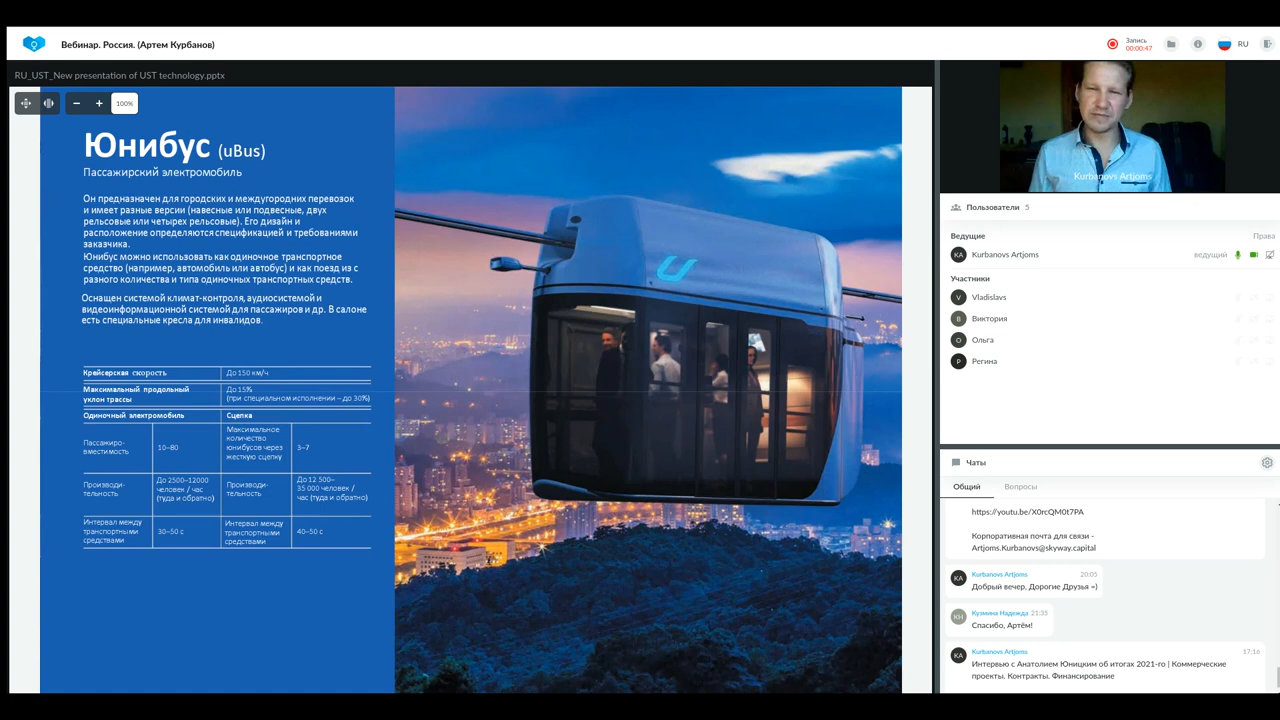 Вебинар. Россия. (Артем Курбанов)
Запись
00:00:47
RU
RU_UST_New presentation of UST technology.pptx
100%
Юнибус (uBus)
Пассажирский электромобиль
Он предназначен для городских и междугородних перевозок
и имеет разные версии (навесные или подвесные, двух
рельсовые или четырех рельсовые). Его дизайн и
расположение определяются спецификацией и требованиями
заказчика.
Юнибус можно использовать как одиночное транспортное
средство (например, автомобиль или автобус) и как поезд из с
разного количества и типа одиночных транспортных средств.
Оснащен системой климат-контроля, аудиосистемой и
видеоинформационной системой для пассажиров и др. В салоне
есть специальные кресла для инвалидов.
Крейсерская скорость
До 150 км/ч
Максимальный продольный
уклон трассы
До 15%
(при специальном исполнении – до 30%)
Одиночный электромобиль
Сцепка
Пассажиро-
вместимость
10–80
Максимальное
количество
юнибусов через
жесткую сцепку
3–7
Производи-
тельность
До 2500–12000
человек / час
(туда и обратно)
Производи-
тельность
До 12 500–
35 000 человек /
час (туда и обратно)
Интервал между
транспортными
средствами
30–50 с
Интервал между
транспортными
средствами
40–50 с
Kurbanovs Artjoms
Пользователи 5
Ведущие
Права
KA
Kurbanovs Artjoms
ведущий
Участники
V
Vladislavs
В
Виктория
О
Ольга
Р
Регина
Чаты
Общий
Вопросы
https://youtu.be/X0rcQM0t7PA
Корпоративная почта для связи -
Artjoms.Kurbanovs@skyway.capital
KA
Kurbanovs Artjoms 20:05
Добрый вечер, Дорогие Друзья =)
КН
Кузмина Надежда 21:35
Спасибо, Артём!
KA
Kurbanovs Artjoms 17:16
Интервью с Анатолием Юницким об итогах 2021-го | Коммерческие
проекты. Контракты. Финансирование